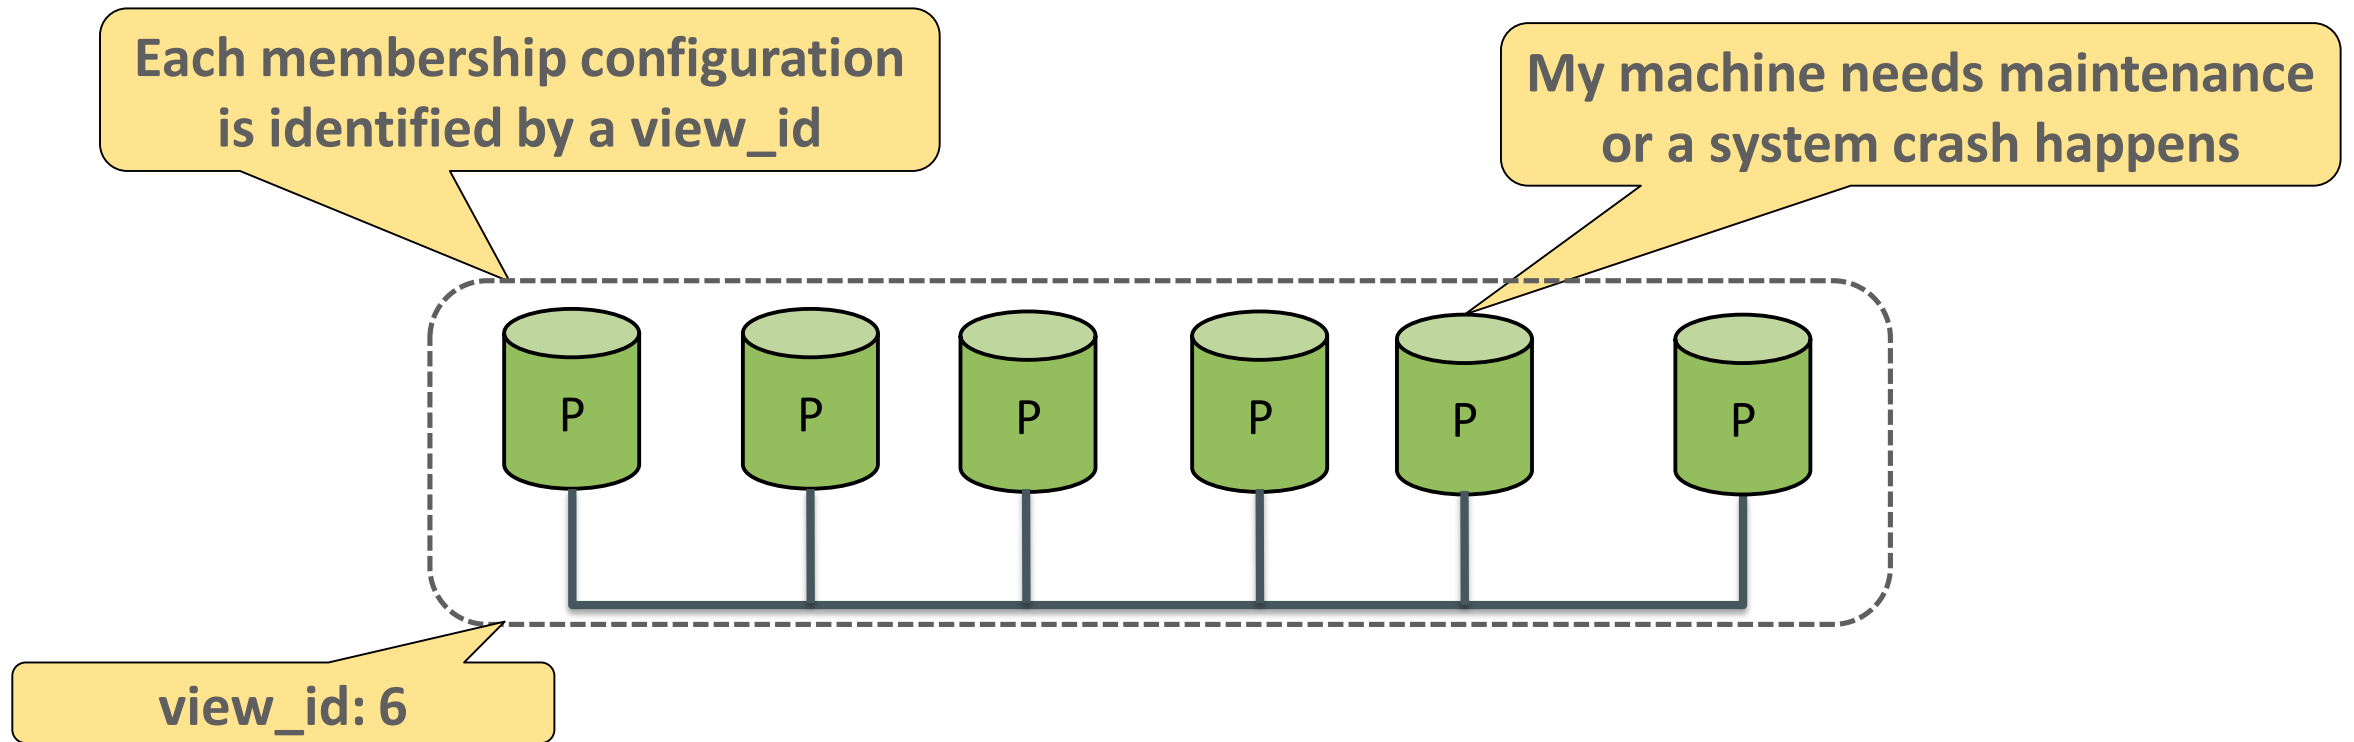 Each membership configuration
is identified by a view_id
My machine needs maintenance
or a system crash happens
P
P
P
P
P
P
view_id: 6